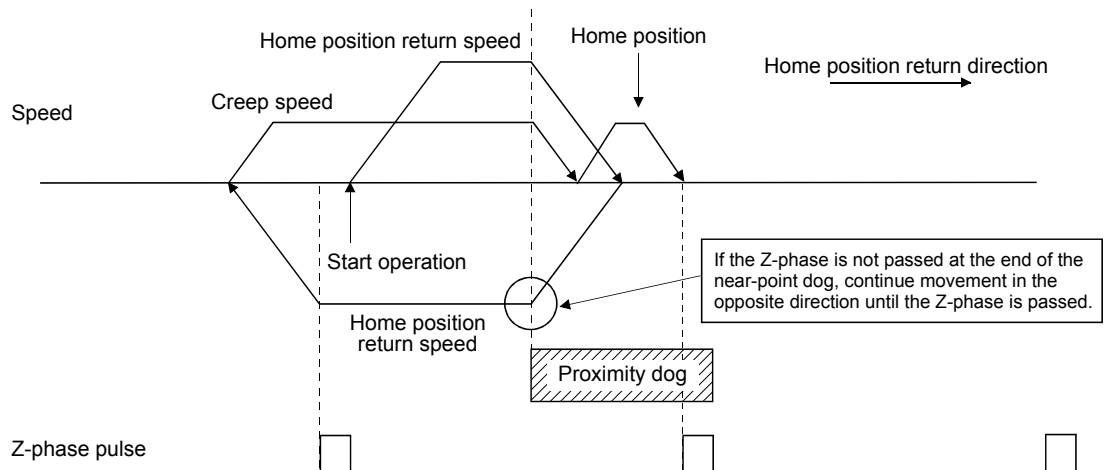 Home position return speed
Home position
Home position return direction
Creep speed
Speed
Start operation
If the Z-phase is not passed at the end of the
near-point dog, continue movement in the
opposite direction until the Z-phase is passed.
Home position
return speed
Proximity dog
Z-phase pulse